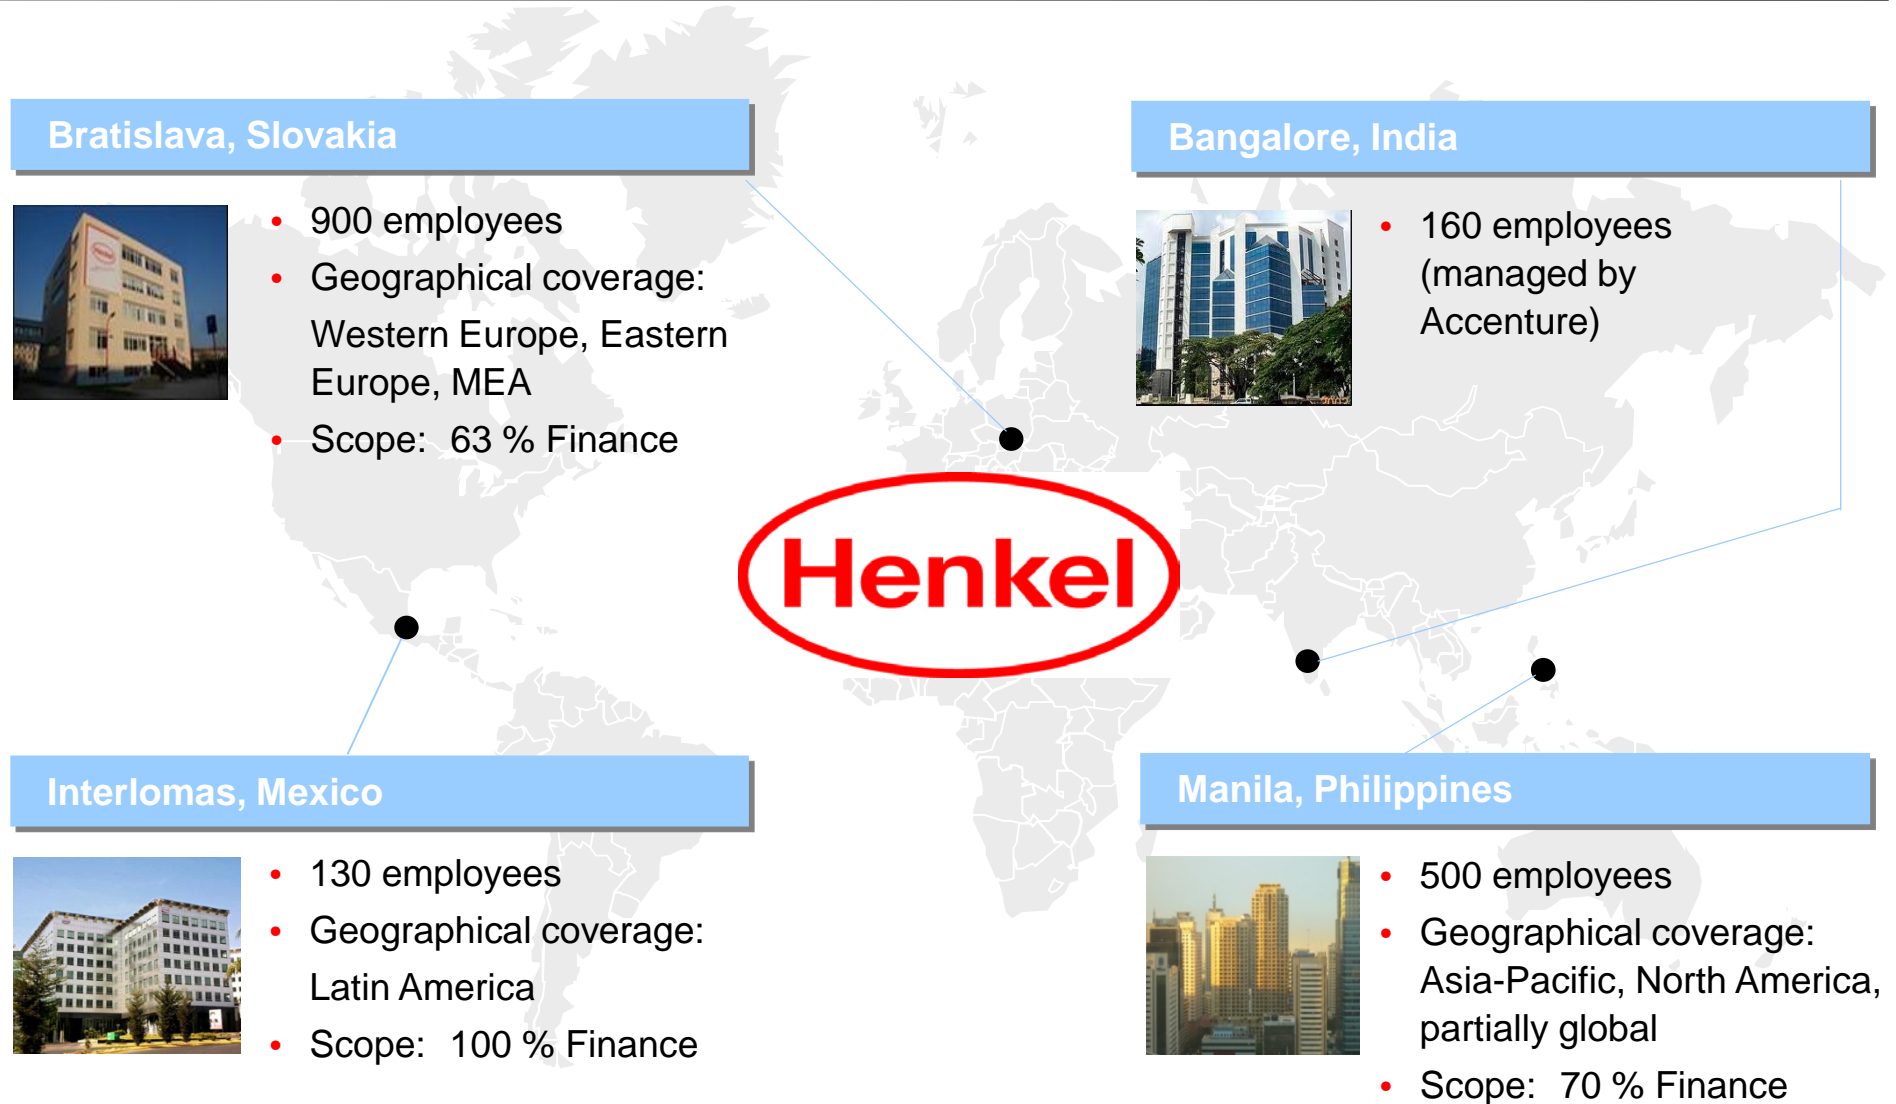 Bratislava, Slovakia
• 900 employees
• Geographical coverage:
Western Europe, Eastern
Europe, MEA
• Scope: 63 % Finance
Bangalore, India
• 160 employees
(managed by
Accenture)
Henkel
Interlomas, Mexico
• 130 employees
• Geographical coverage:
Latin America
• Scope: 100 % Finance
Manila, Philippines
• 500 employees
• Geographical coverage:
Asia-Pacific, North America,
partially global
• Scope: 70 % Finance